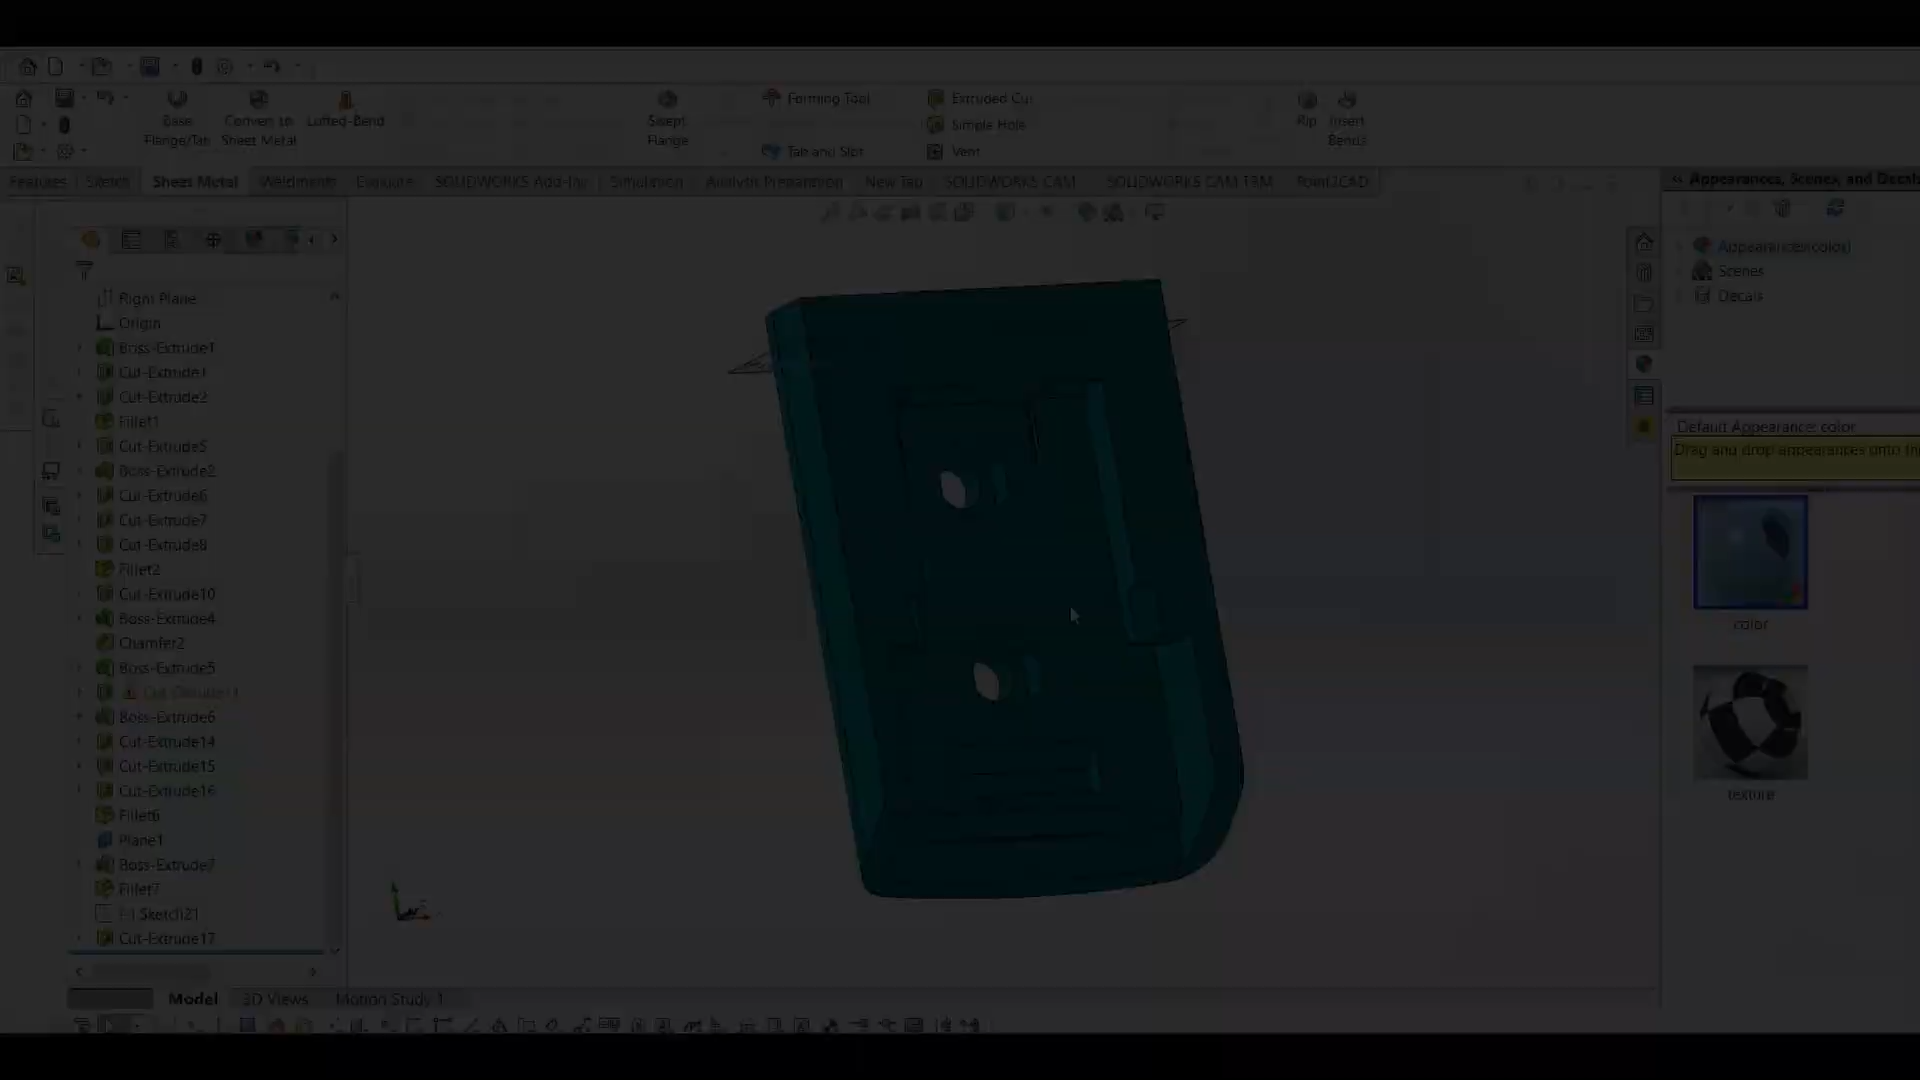 Forming Tool
Extruded Cut
Base
Flange/Tab
Convert to
Sheet Metal
Lofted-Bend
Swept
Flange
Simple Hole
Rip
Insert
Bends
Tab and Slot
Vent
Features
Sketch
Sheet Metal
Weldments
Evaluate
SOLIDWORKS Add-Ins
Simulation
Analysis Preparation
New Tab
SOLIDWORKS CAM
SOLIDWORKS CAM TBM
Point2CAD
Appearances, Scenes, and Decals
Appearances(color)
Scenes
Decals
Default Appearance: color
Drag and drop appearances onto
color
texture
Right Plane
Origin
Boss-Extrude1
Cut-Extrude1
Cut-Extrude2
Fillet1
Cut-Extrude5
Boss-Extrude2
Cut-Extrude6
Cut-Extrude7
Cut-Extrude8
Fillet2
Cut-Extrude10
Boss-Extrude4
Chamfer2
Boss-Extrude5
Boss-Extrude6
Cut-Extrude14
Cut-Extrude15
Cut-Extrude16
Fillet6
Plane1
Boss-Extrude7
Fillet7
(-) Sketch21
Cut-Extrude17
Model
3D Views
Motion Study 1